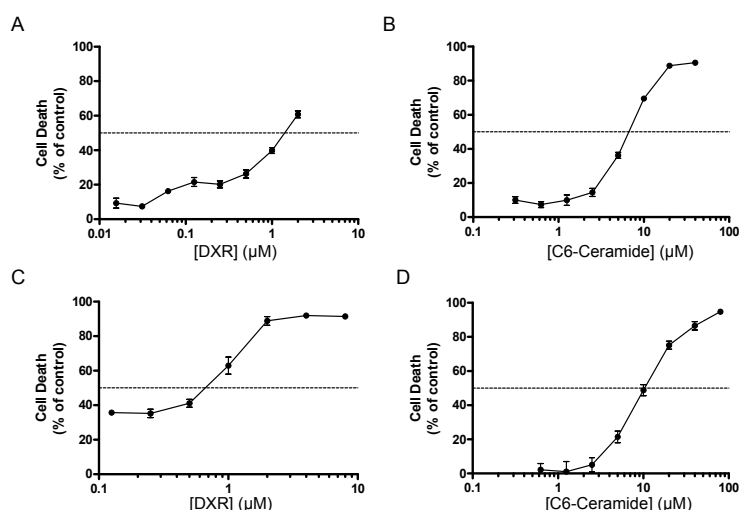 A
Cell Death
(% of control)
100
80
60
40
20
0
0.01
0.1
1
10
[DXR] (µM)
B
Cell Death
(% of control)
100
80
60
40
20
0
0.1
1
10
100
[C6-Ceramide] (µM)
C
Cell Death
(% of control)
100
80
60
40
20
0
0.1
1
10
[DXR] (µM)
D
Cell Death
(% of control)
100
80
60
40
20
0
0.1
1
10
100
[C6-Ceramide] (µM)